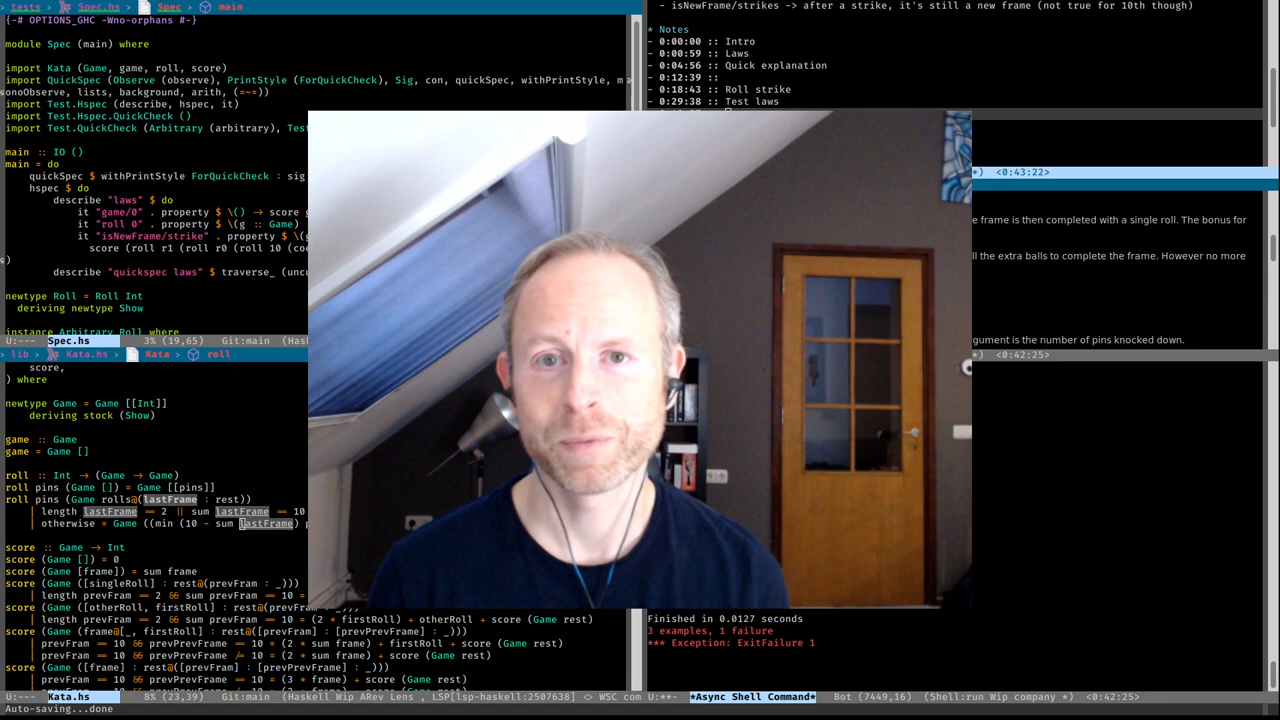 tests > Spec.hs > Spec > main
{-# OPTIONS_GHC -Wno-orphans #-}
module Spec (main) where
import Kata (Game, game, roll, score)
import QuickSpec (Observe (observe), PrintStyle (ForQuickCheck), Sig, con, quickSpec, withPrintStyle, m
onoObserve, lists, background, arith, (=~=))
import Test.Hspec (describe, hspec, it)
import Test.Hspec.QuickCheck ()
import Test.QuickCheck (Arbitrary (arbitrary), Test
main :: IO ()
main = do
quickSpec $ withPrintStyle ForQuickCheck : sig
hspec $ do
describe "laws" $ do
it "game/0" . property $ \() → score g
it "roll 0" . property $ \(g :: Game)
it "isNewFrame/strike" . property $ \(g
score (roll r1 (roll r0 (roll 10 (coe
)
describe "quickspec laws" $ traverse_ (uncu
newtype Roll = Roll Int
deriving newtype Show
instance Arbitrary Roll where
U:--- Spec.hs 3% (19,65) Git:main (Hask
lib > Kata.hs > Kata > roll
score,
) where
newtype Game = Game [[Int]]
deriving stock (Show)
game :: Game
game = Game []
roll :: Int → (Game → Game)
roll pins (Game []) = Game [[pins]]
roll pins (Game rolls@(lastFrame : rest))
| length lastFrame == 2 || sum lastFrame == 10
| otherwise = Game ((min (10 - sum lastFrame) p
score :: Game → Int
score (Game []) = 0
score (Game [frame]) = sum frame
score (Game ([singleRoll] : rest@(prevFram : _)))
| length prevFram == 2 && sum prevFram == 10 =
score (Game ([otherRoll, firstRoll] : rest@(prevFram : _)))
| length prevFram == 2 && sum prevFram == 10 = (2 * firstRoll) + otherRoll + score (Game rest)
score (Game (frame@[_, firstRoll] : rest@([prevFram] : [prevPrevFrame] : _)))
| prevFram == 10 && prevPrevFrame == 10 = (2 * sum frame) + firstRoll + score (Game rest)
| prevFram == 10 && prevPrevFrame /= 10 = (2 * sum frame) + score (Game rest)
score (Game ([frame] : rest@([prevFram] : [prevPrevFrame] : _)))
| prevFram == 10 && prevPrevFrame == 10 = (3 * frame) + score (Game rest)
U:--- Kata.hs 8% (23,39) Git:main (Haskell Wip ARev Lens , LSP[lsp-haskell:2507638] <> WSC com
Auto-saving...done
- isNewFrame/strikes -> after a strike, it's still a new frame (not true for 10th though)
* Notes
- 0:00:00 :: Intro
- 0:00:59 :: Laws
- 0:04:56 :: Quick explanation
- 0:12:39 ::
- 0:18:43 :: Roll strike
- 0:29:38 :: Test laws
*) <0:43:22>
e frame is then completed with a single roll. The bonus for
ll the extra balls to complete the frame. However no more
gument is the number of pins knocked down.
*) <0:42:25>
Finished in 0.0127 seconds
3 examples, 1 failure
*** Exception: ExitFailure 1
U:**- *Async Shell Command* Bot (7449,16) (Shell:run Wip company *) <0:42:25>